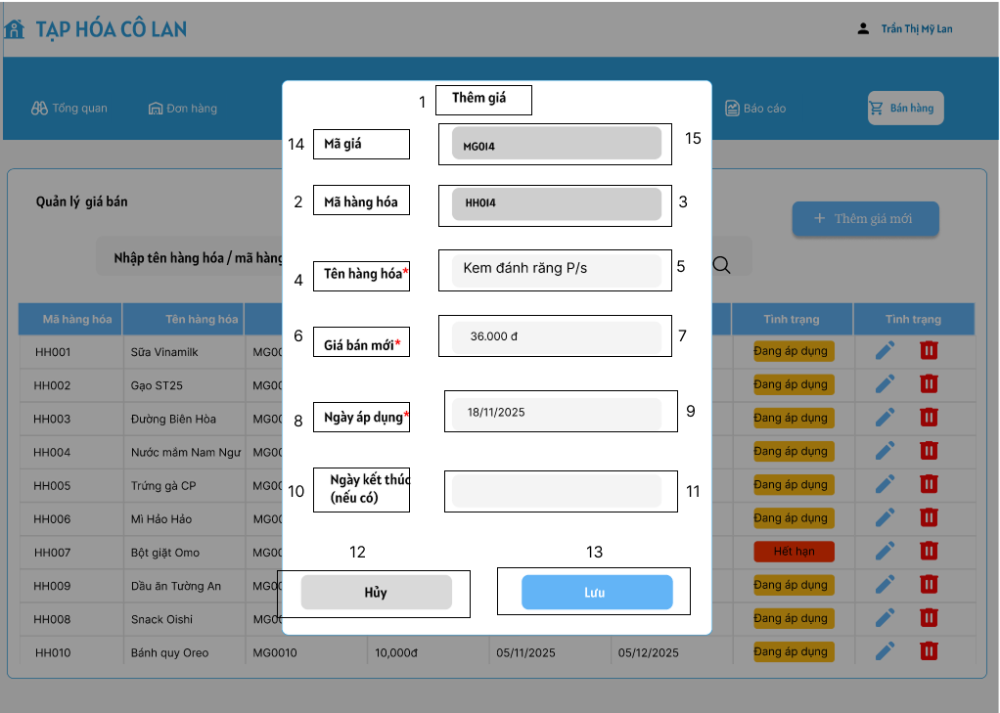 TẠP HÓA CÔ LAN
Trần Thị Mỹ Lan
Tổng quan
Đơn hàng
Báo cáo
Bán hàng
Quản lý giá bán
+ Thêm giá mới
Nhập tên hàng hóa / mã hàng
1 Thêm giá
14 Mã giá MG014 15
2 Mã hàng hóa HH014 3
4 Tên hàng hóa* Kem đánh răng P/s 5
6 Giá bán mới* 36.000 đ 7
8 Ngày áp dụng* 18/11/2025 9
10 Ngày kết thúc
(nếu có) 11
12 13
Hủy Lưu
Mã hàng hóa Tên hàng hóa Tình trạng Tình trạng
HH001 Sữa Vinamilk MG00 Đang áp dụng
HH002 Gạo ST25 MG00 Đang áp dụng
HH003 Đường Biên Hòa MG00 Đang áp dụng
HH004 Nước mắm Nam Ngư MG00 Đang áp dụng
HH005 Trứng gà CP MG00 Đang áp dụng
HH006 Mì Hảo Hảo MG00 Đang áp dụng
HH007 Bột giặt Omo MG00 Hết hạn
HH009 Dầu ăn Tường An MG00 Đang áp dụng
HH008 Snack Oishi MG00 Đang áp dụng
HH010 Bánh quy Oreo MG0010 10,000đ 05/11/2025 05/12/2025 Đang áp dụng